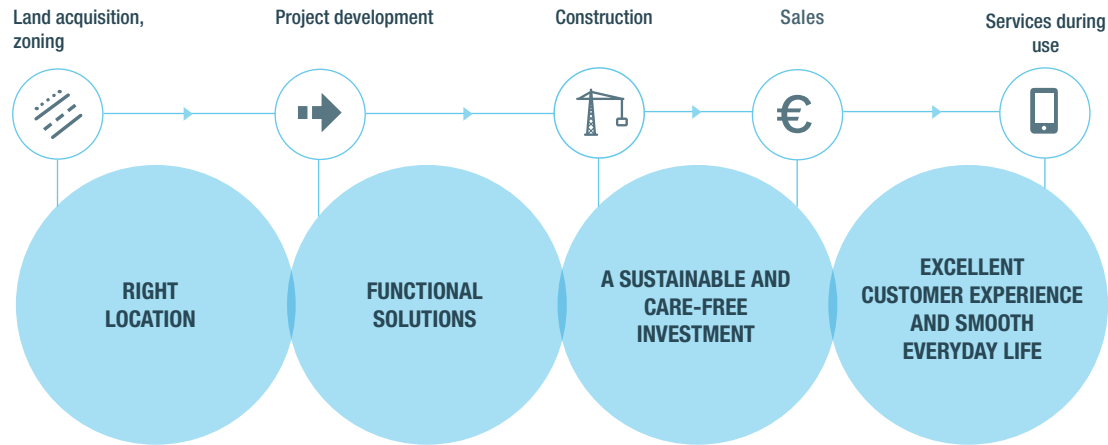 Land acquisition,
zoning
Project development
Construction
Sales
Services during
use
€
RIGHT
LOCATION
FUNCTIONAL
SOLUTIONS
A SUSTAINABLE AND
CARE-FREE
INVESTMENT
EXCELLENT
CUSTOMER EXPERIENCE
AND SMOOTH
EVERYDAY LIFE